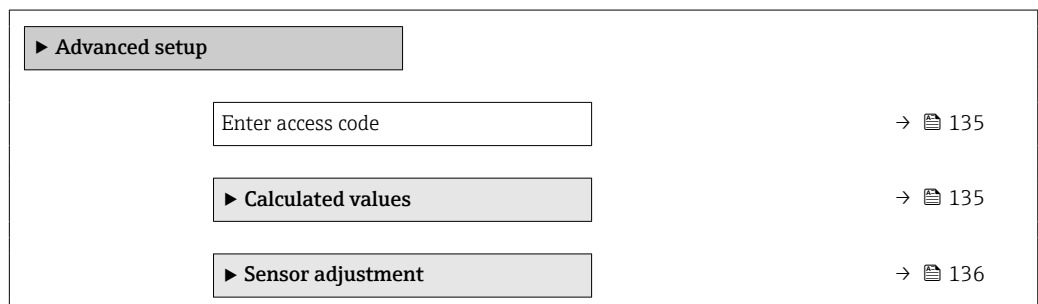 ▶ Advanced setup
Enter access code → 135
▶ Calculated values → 135
▶ Sensor adjustment → 136